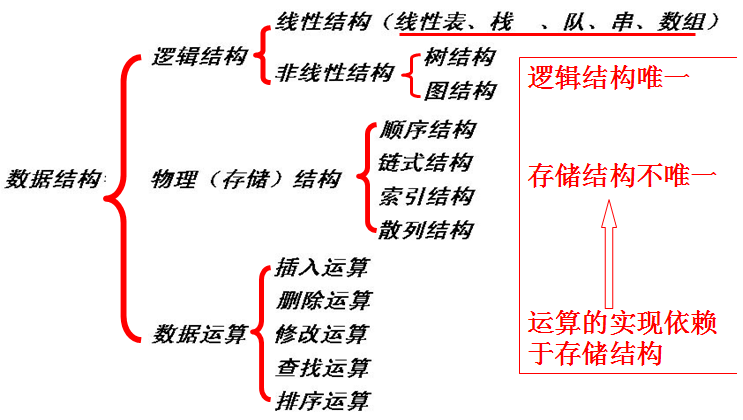 数据结构
逻辑结构
线性结构（线性表、栈 、队、串、数组）
非线性结构
树结构
图结构
物理（存储）结构
顺序结构
链式结构
索引结构
散列结构
数据运算
插入运算
删除运算
修改运算
查找运算
排序运算
逻辑结构唯一
存储结构不唯一
运算的实现依赖
于存储结构